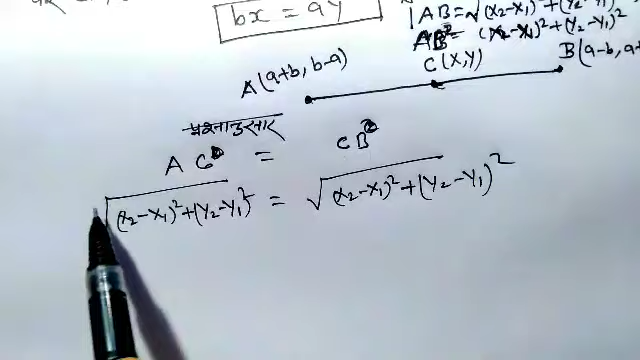 bx = ay
AB = √(x₂-x₁)²+(y₂-y₁)²
AB² = (x₂-x₁)²+(y₂-y₁)²
A(a+b, b-a)
C(x,y)
B(a-b, a+
प्रश्नानुसार
AC = CB²
√(x₂-x₁)²+(y₂-y₁)² = √(x₂-x₁)²+(y₂-y₁)²